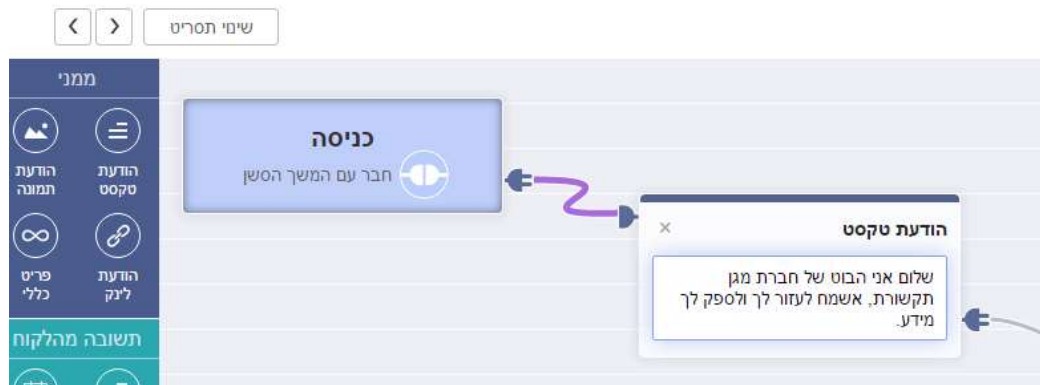 שינוי תסריט
ממני
הודעת טקסט
הודעת תמונה
הודעת לינק
פריט כללי
תשובה מהלקוח
כניסה
חבר עם המשך הסשן
הודעת טקסט
שלום אני הבוט של חברת מגן
תקשורת, אשמח לעזור לך ולספק לך
מידע.